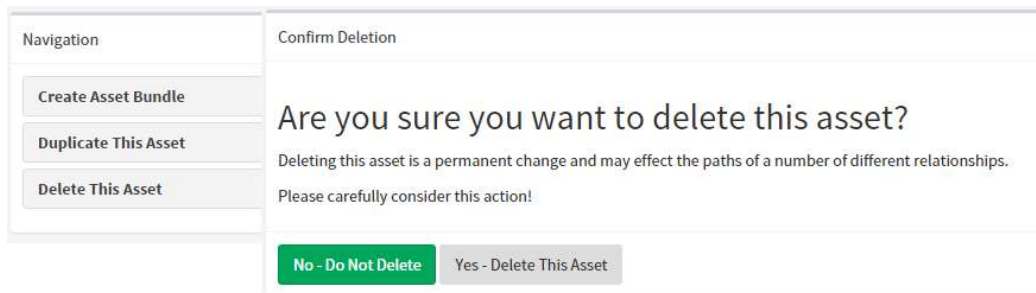 Navigation
Create Asset Bundle
Duplicate This Asset
Delete This Asset
Confirm Deletion
Are you sure you want to delete this asset?
Deleting this asset is a permanent change and may effect the paths of a number of different relationships.
Please carefully consider this action!
No - Do Not Delete
Yes - Delete This Asset